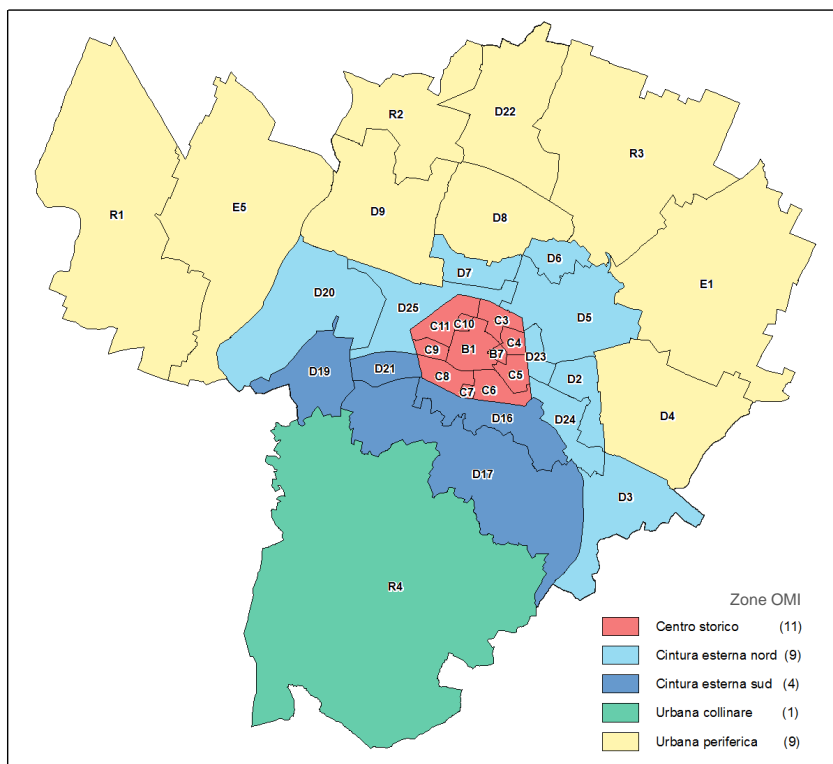 R2
D22
R3
R1
E5
D9
D8
D7
D6
E1
D20
D25
D5
C10
C3
C11
C4
C9
B1
B7
D23
D19
D21
C8
C5
D2
C7
C6
D16
D24
D4
D17
D3
R4
Zone OMI
Centro storico (11)
Cintura esterna nord (9)
Cintura esterna sud (4)
Urbana collinare (1)
Urbana periferica (9)